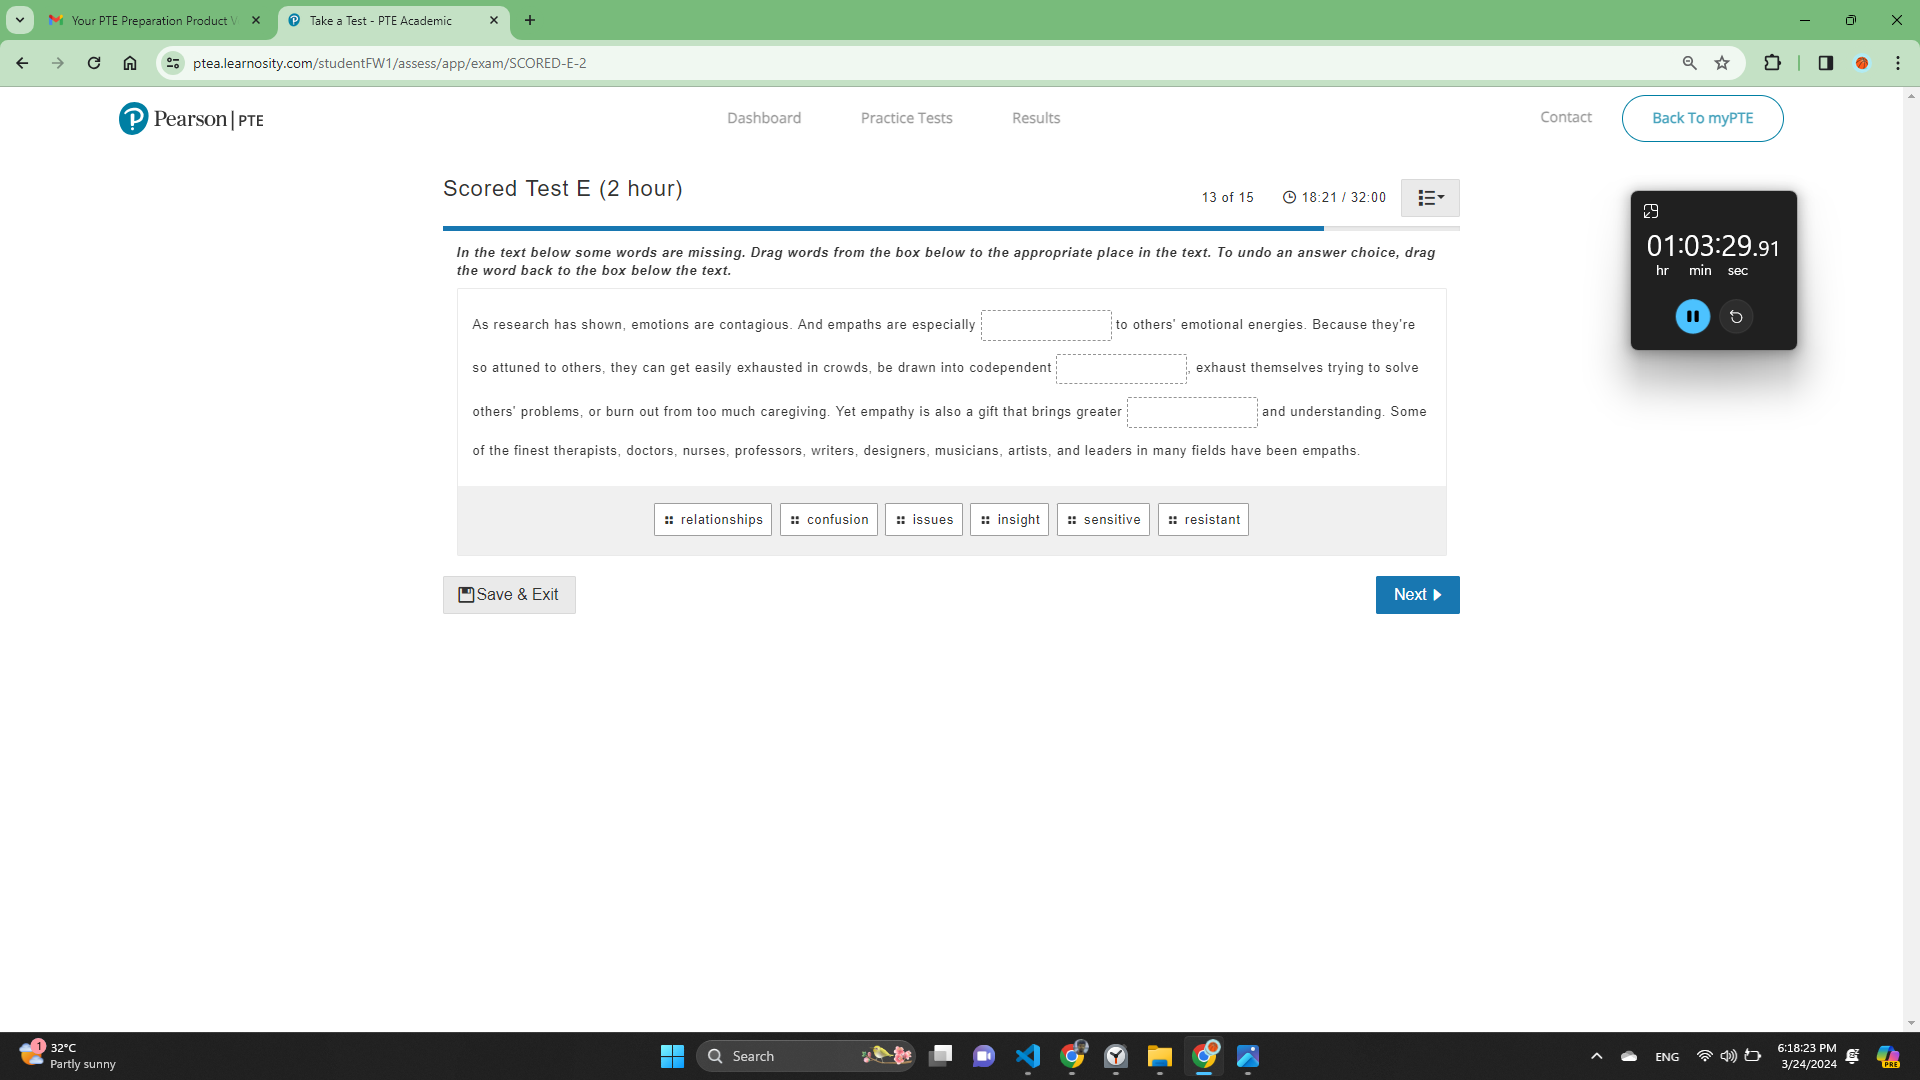 Your PTE Preparation Product V
Take a Test - PTE Academic
ptea.learnosity.com/studentFW1/assess/app/exam/SCORED-E-2
Pearson | PTE
Dashboard
Practice Tests
Results
Contact
Back To myPTE
Scored Test E (2 hour)
13 of 15
18:21 / 32:00
01:03:29.91
hr min sec
In the text below some words are missing. Drag words from the box below to the appropriate place in the text. To undo an answer choice, drag
the word back to the box below the text.
As research has shown, emotions are contagious. And empaths are especially to others' emotional energies. Because they're
so attuned to others, they can get easily exhausted in crowds, be drawn into codependent , exhaust themselves trying to solve
others' problems, or burn out from too much caregiving. Yet empathy is also a gift that brings greater and understanding. Some
of the finest therapists, doctors, nurses, professors, writers, designers, musicians, artists, and leaders in many fields have been empaths.
relationships
confusion
issues
insight
sensitive
resistant
Save & Exit
Next
1
32°C
Partly sunny
Search
ENG
6:18:23 PM
3/24/2024
PRE